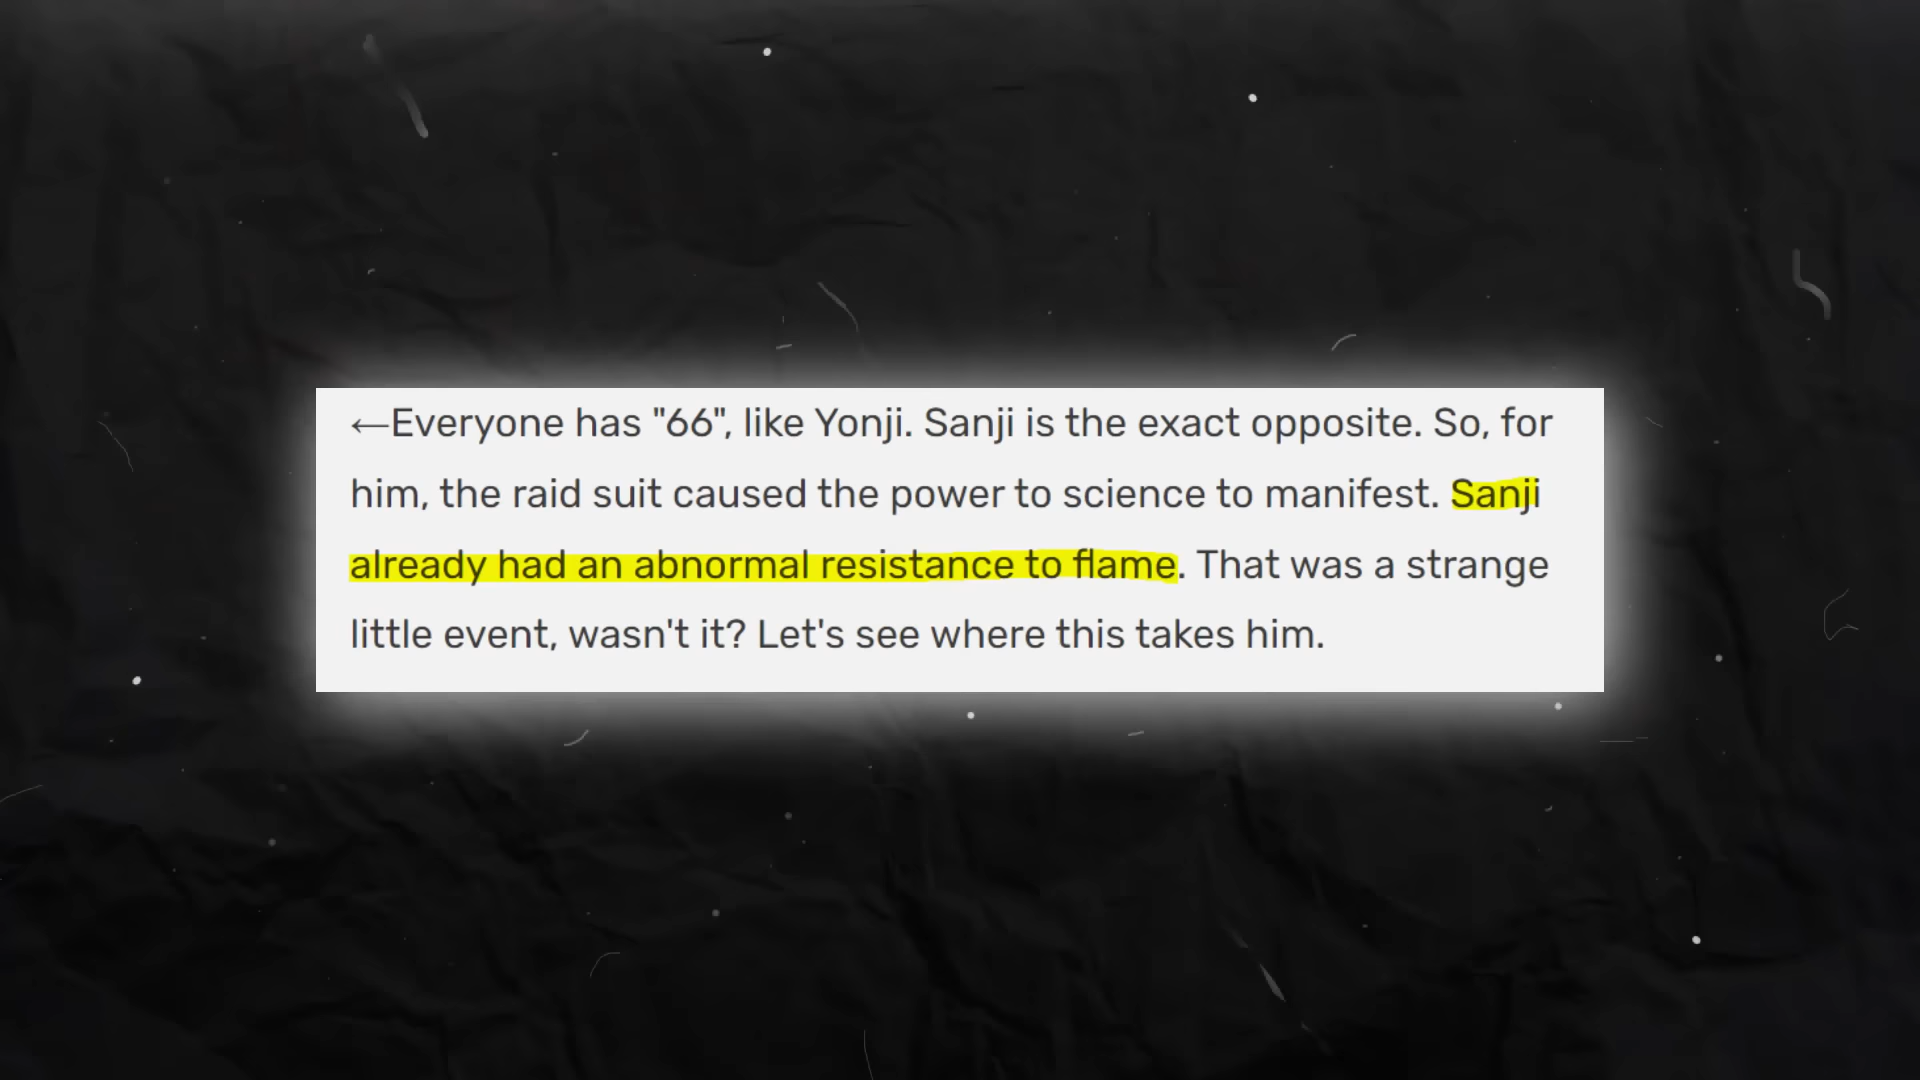 ←Everyone has "66", like Yonji. Sanji is the exact opposite. So, for
him, the raid suit caused the power to science to manifest. Sanji
already had an abnormal resistance to flame. That was a strange
little event, wasn't it? Let's see where this takes him.